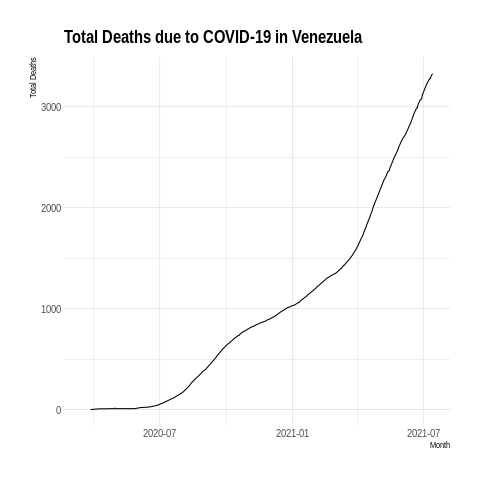 Total Deaths due to COVID-19 in Venezuela
Total Deaths
3000
2000
1000
0
2020-07
2021-01
2021-07
Month